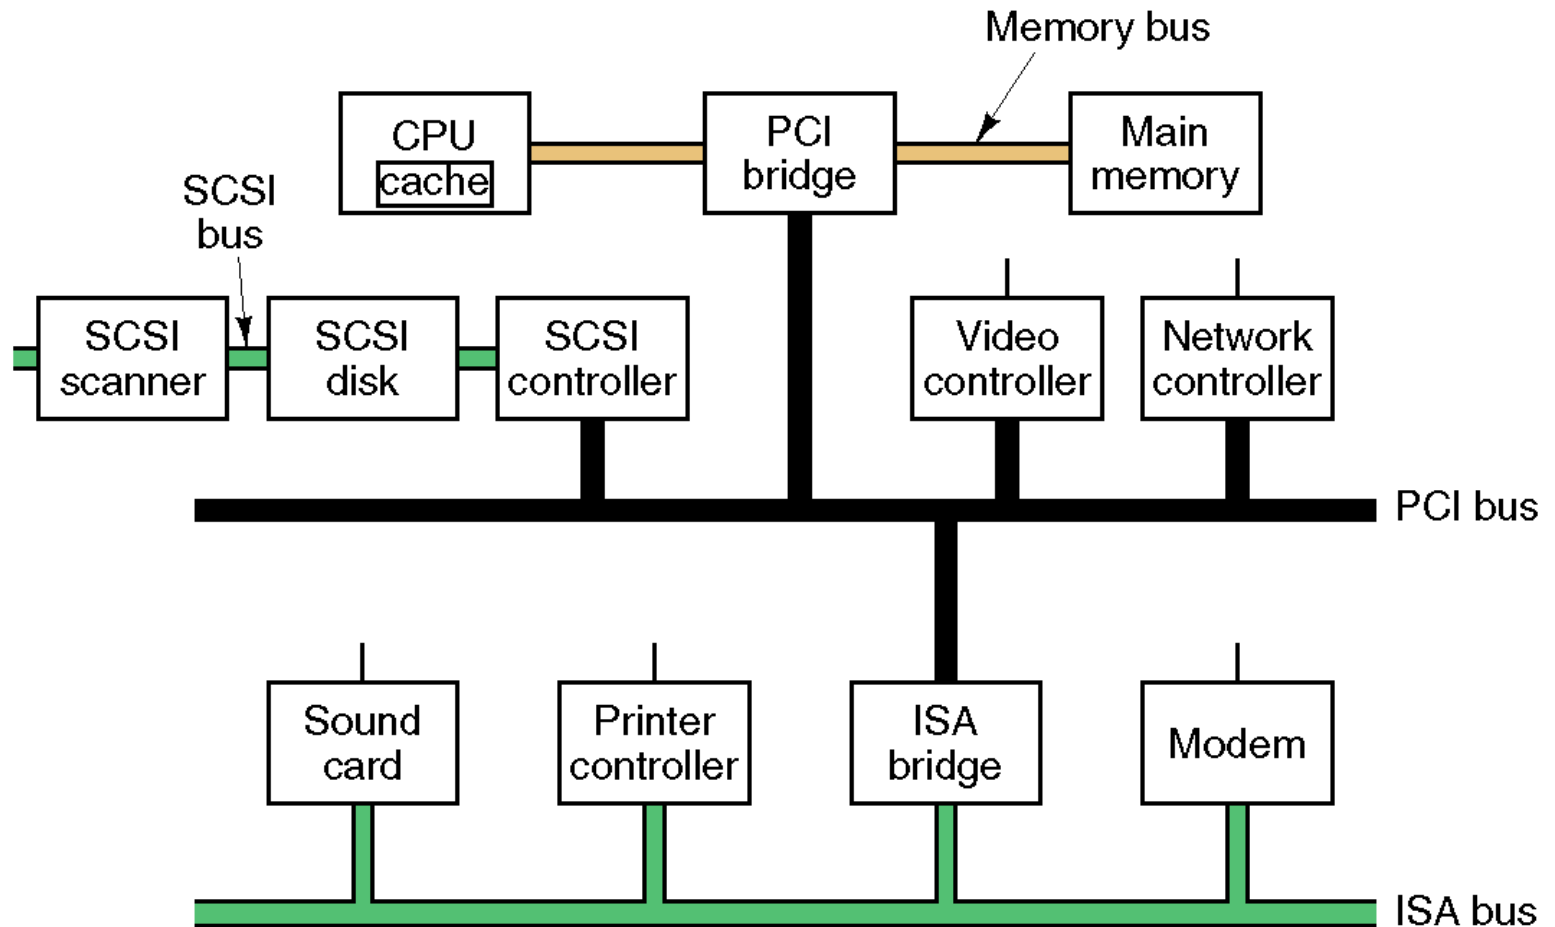 Memory bus
CPU
cache
PCI
bridge
Main
memory
SCSI
bus
SCSI
scanner
SCSI
disk
SCSI
controller
Video
controller
Network
controller
PCI bus
Sound
card
Printer
controller
ISA
bridge
Modem
ISA bus